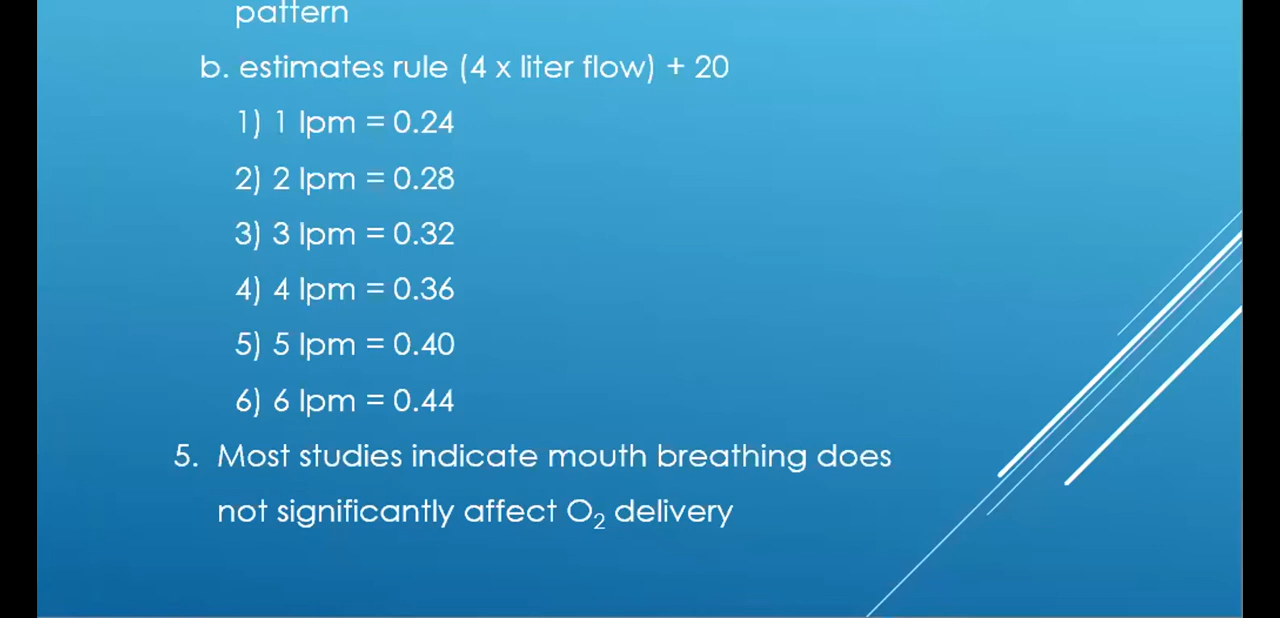 pattern
b. estimates rule (4 x liter flow) + 20
1) 1 lpm = 0.24
2) 2 lpm = 0.28
3) 3 lpm = 0.32
4) 4 lpm = 0.36
5) 5 lpm = 0.40
6) 6 lpm = 0.44
5. Most studies indicate mouth breathing does
not significantly affect O₂ delivery